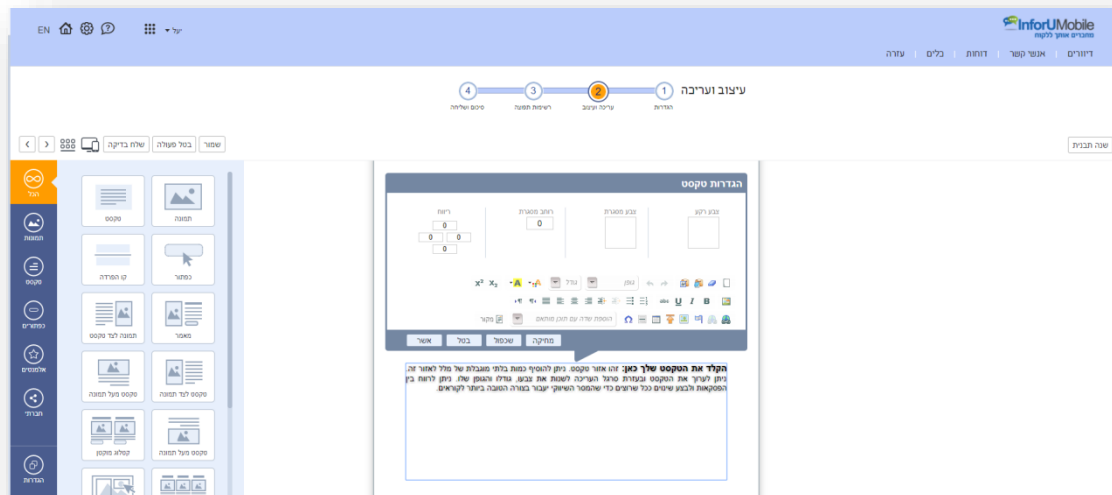 InforUMobile
מחברים אותך ללקוח
EN
יעל
דיוורים | אנשי קשר | דוחות | כלים | עזרה
עיצוב ועריכה
1 2 3 4
הגדרות
עריכה ועיצוב
רשימות תפוצה
סיכום ושליחה
שנה תבנית
שמור
בטל פעולה
שלח בדיקה
הגדרות טקסט
צבע רקע
צבע מסגרת
רוחב מסגרת
ריווח
0
0
0 0
0
גופן
גודל
B I U abc
הוספת שדה עם תוכן מותאם
מקור
מחיקה
שכפול
בטל
אשר
הקלד את הטקסט שלך כאן: זהו אזור טקסט. ניתן להוסיף כמות בלתי מוגבלת של מלל לאזור זה.
ניתן לערוך את הטקסט ובעזרת סרגל העריכה לשנות את צבעו, גודלו והגופן שלו. ניתן לרווח בין
הפסקאות ולבצע שינוים ככל שרוצים כדי שהמסר השיווקי יעבור בצורה הטובה ביותר לקוראים.
תמונה
טקסט
כפתור
קו הפרדה
מאמר
תמונה לצד טקסט
טקסט לצד תמונה
טקסט מעל תמונה
טקסט מעל תמונה
קטלוג מוקטן
הכל
תמונות
טקסט
כפתורים
אלמנטים
חברתי
הגדרות